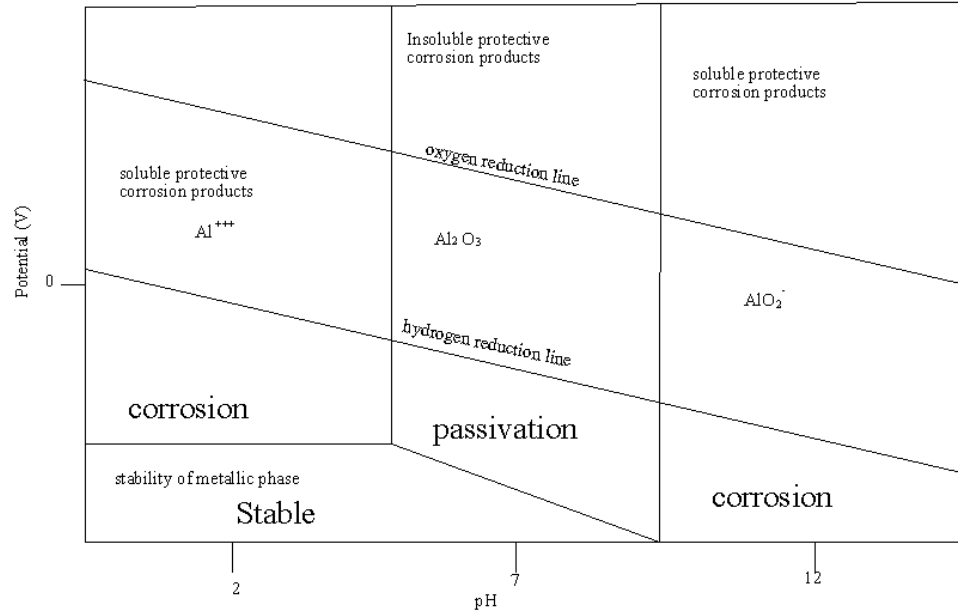 Insoluble protective
corrosion products
soluble protective
corrosion products
oxygen reduction line
soluble protective
corrosion products
Al+++
Al2 O3
Potential (V)
0
AlO2-
hydrogen reduction line
corrosion
passivation
stability of metallic phase
Stable
corrosion
2
7
12
pH